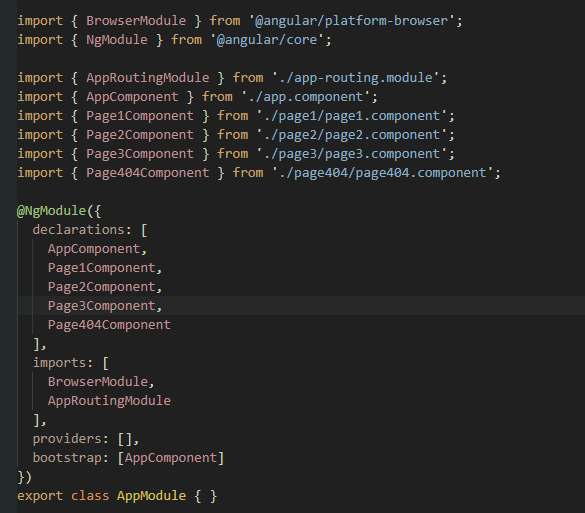 import { BrowserModule } from '@angular/platform-browser';
import { NgModule } from '@angular/core';

import { AppRoutingModule } from './app-routing.module';
import { AppComponent } from './app.component';
import { Page1Component } from './page1/page1.component';
import { Page2Component } from './page2/page2.component';
import { Page3Component } from './page3/page3.component';
import { Page404Component } from './page404/page404.component';

@NgModule({
  declarations: [
    AppComponent,
    Page1Component,
    Page2Component,
    Page3Component,
    Page404Component
  ],
  imports: [
    BrowserModule,
    AppRoutingModule
  ],
  providers: [],
  bootstrap: [AppComponent]
})
export class AppModule { }